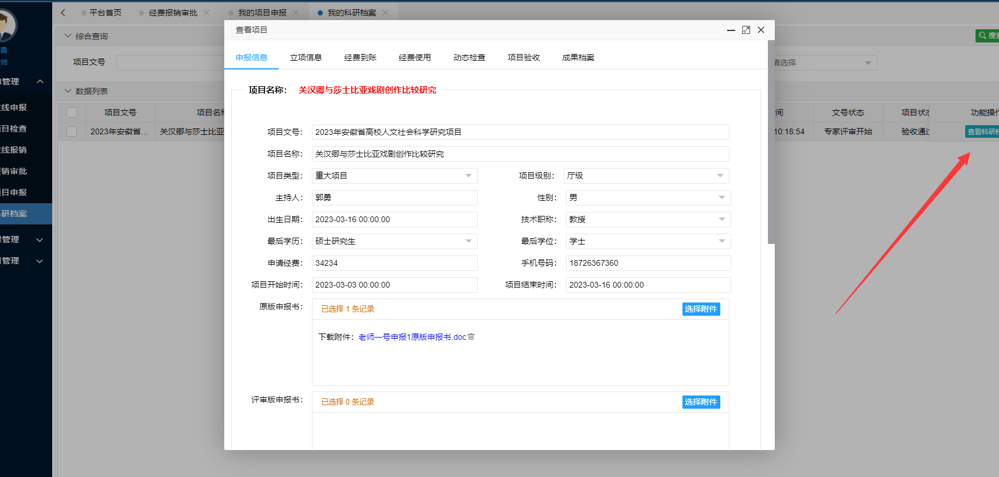 平台首页
经费报销审批
我的项目申报
我的科研档案
勇
师
管理
线申报
目检查
线报销
销审批
目申报
研档案
管理
管理
综合查询
搜索
项目文号
请选择
数据列表
项目文号
项目名称
间
文号状态
项目状态
功能操作
2023年安徽省...
关汉卿与莎士比亚
10:18:54
专家评审开始
验收通过
查看科研档
查看项目
申报信息
立项信息
经费到账
经费使用
动态检查
项目验收
成果档案
项目名称： 关汉卿与莎士比亚戏剧创作比较研究
项目文号： 2023年安徽省高校人文社会科学研究项目
项目名称： 关汉卿与莎士比亚戏剧创作比较研究
项目类型： 重大项目
项目级别： 厅级
主持人： 郭勇
性别： 男
出生日期： 2023-03-16 00:00:00
技术职称： 教授
最后学历： 硕士研究生
最后学位： 学士
申请经费： 34234
手机号码： 18726367360
项目开始时间： 2023-03-03 00:00:00
项目结束时间： 2023-03-16 00:00:00
原版申报书： 已选择 1 条记录
选择附件
下载附件：老师一号申报1原版申报书.doc
评审版申报书： 已选择 0 条记录
选择附件